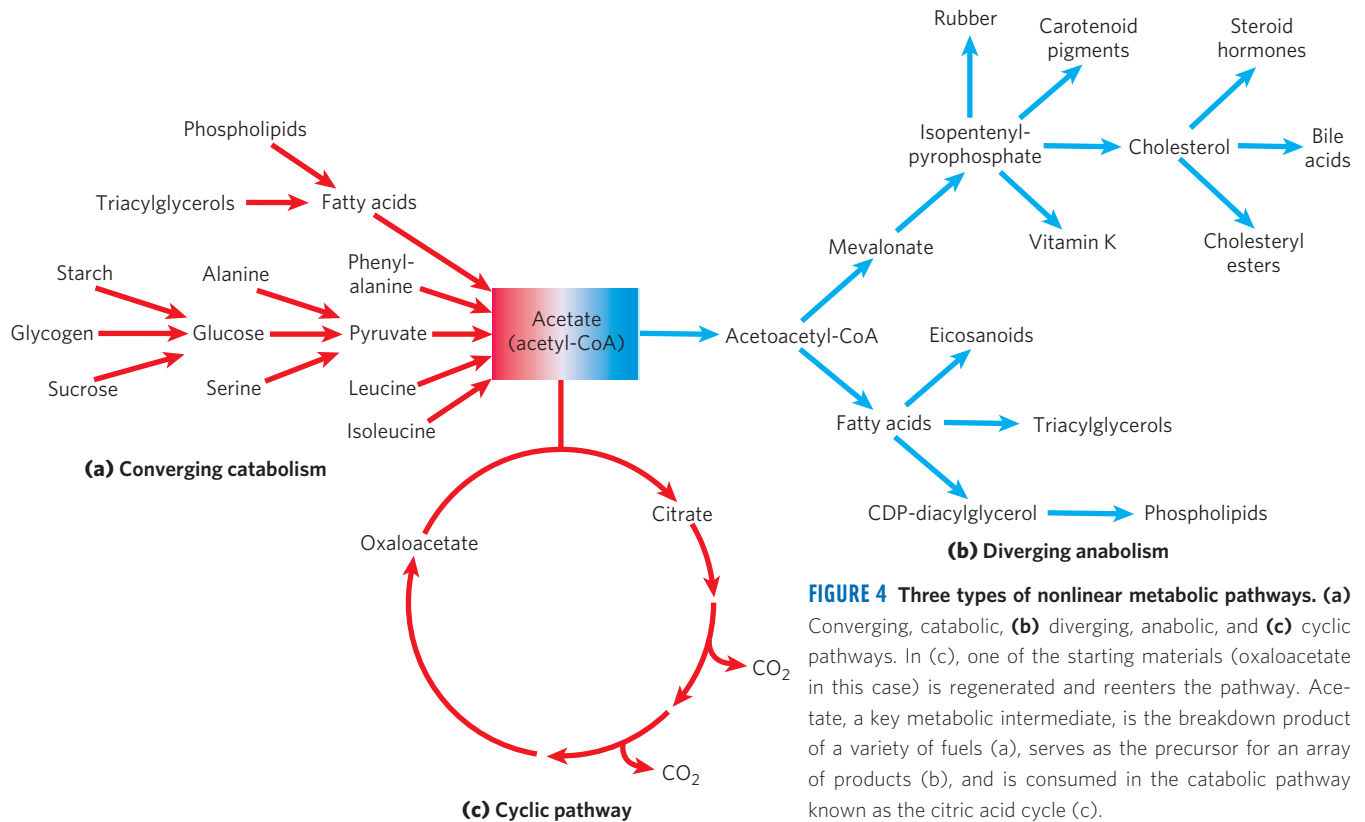 Phospholipids
Triacylglycerols
Fatty acids
Starch
Alanine
Phenyl-
alanine
Glycogen
Glucose
Pyruvate
Sucrose
Serine
Leucine
Isoleucine
(a) Converging catabolism
Acetate
(acetyl-CoA)
Rubber
Carotenoid
pigments
Steroid
hormones
Isopentenyl-
pyrophosphate
Cholesterol
Bile
acids
Mevalonate
Vitamin K
Cholesteryl
esters
Acetoacetyl-CoA
Eicosanoids
Fatty acids
Triacylglycerols
CDP-diacylglycerol
Phospholipids
(b) Diverging anabolism
Citrate
Oxaloacetate
CO₂
CO₂
(c) Cyclic pathway
FIGURE 4 Three types of nonlinear metabolic pathways. (a)
Converging, catabolic, (b) diverging, anabolic, and (c) cyclic
pathways. In (c), one of the starting materials (oxaloacetate
in this case) is regenerated and reenters the pathway. Ace-
tate, a key metabolic intermediate, is the breakdown product
of a variety of fuels (a), serves as the precursor for an array
of products (b), and is consumed in the catabolic pathway
known as the citric acid cycle (c).